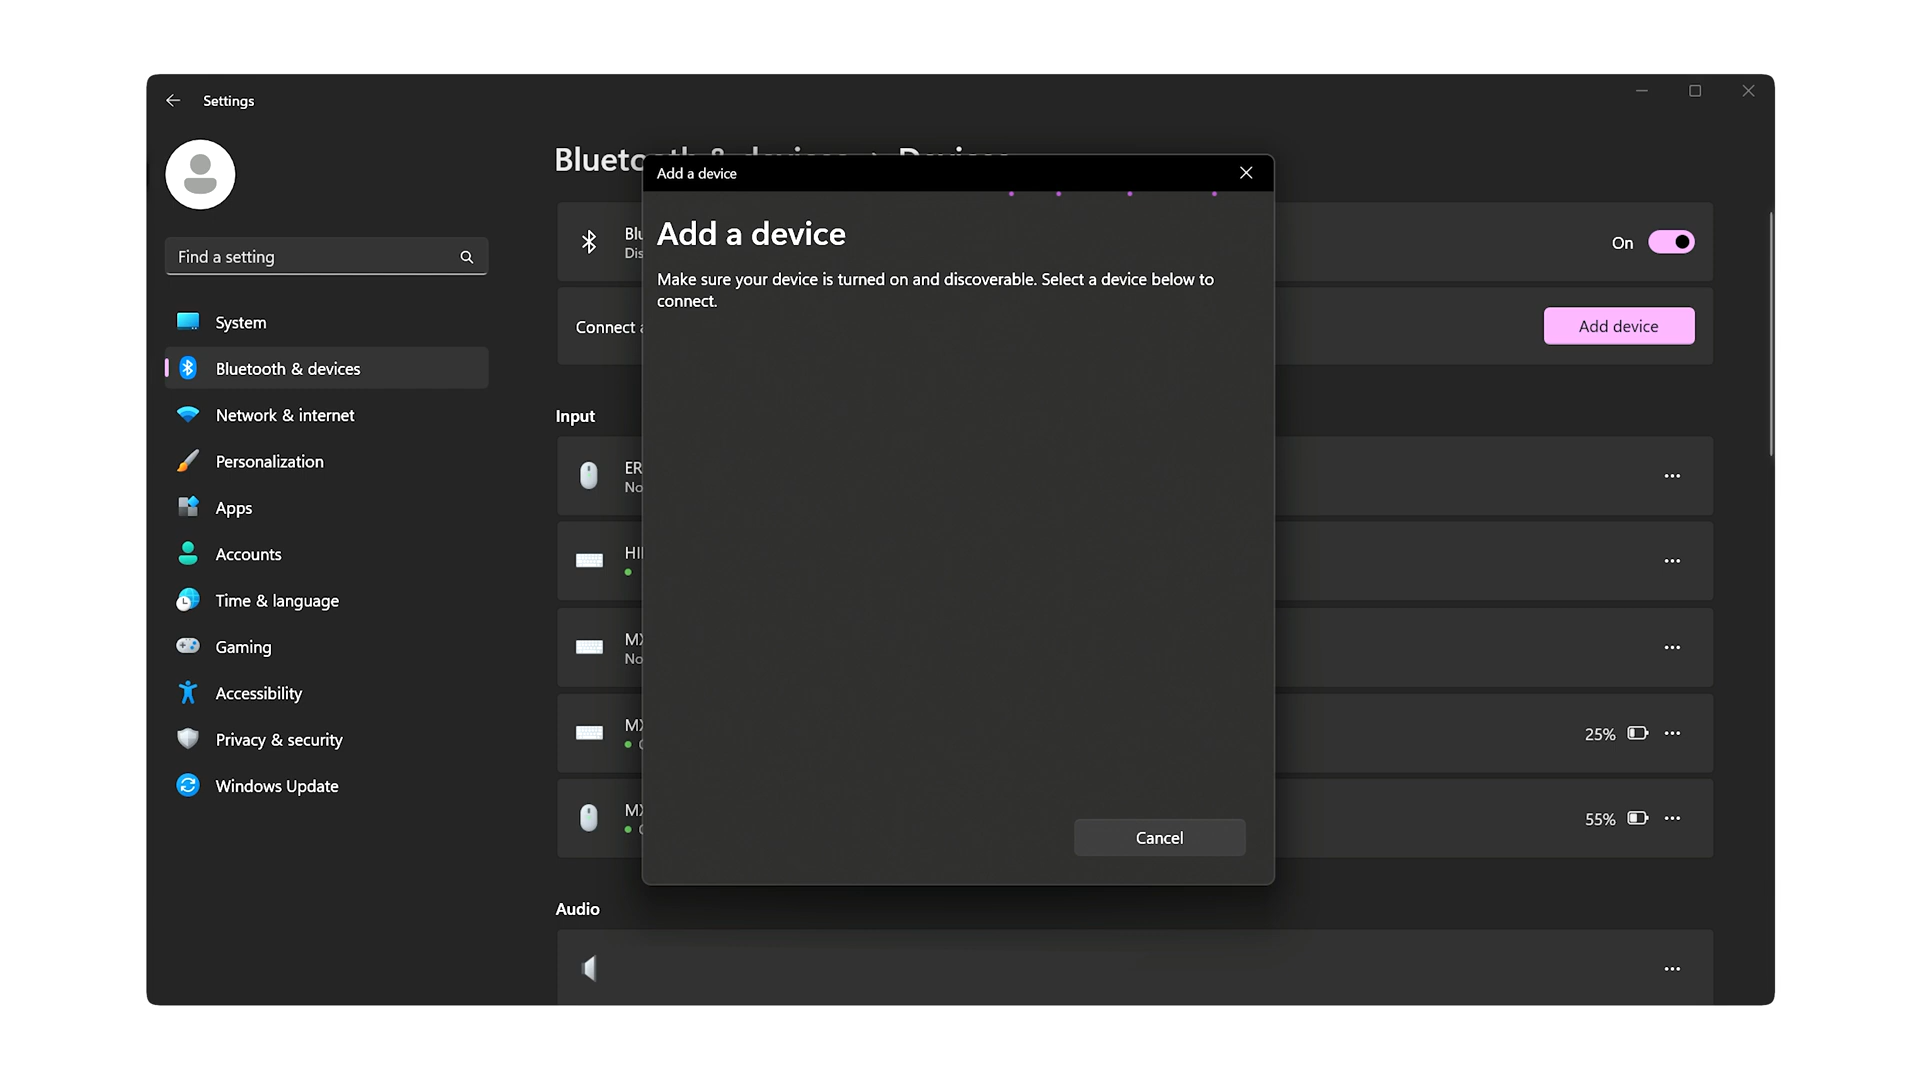 Settings
Find a setting
System
Bluetooth & devices
Network & internet
Personalization
Apps
Accounts
Time & language
Gaming
Accessibility
Privacy & security
Windows Update
Add a device
Add a device
Make sure your device is turned on and discoverable. Select a device below to
connect.
Cancel
On
Connect
Add device
Input
25%
55%
Audio